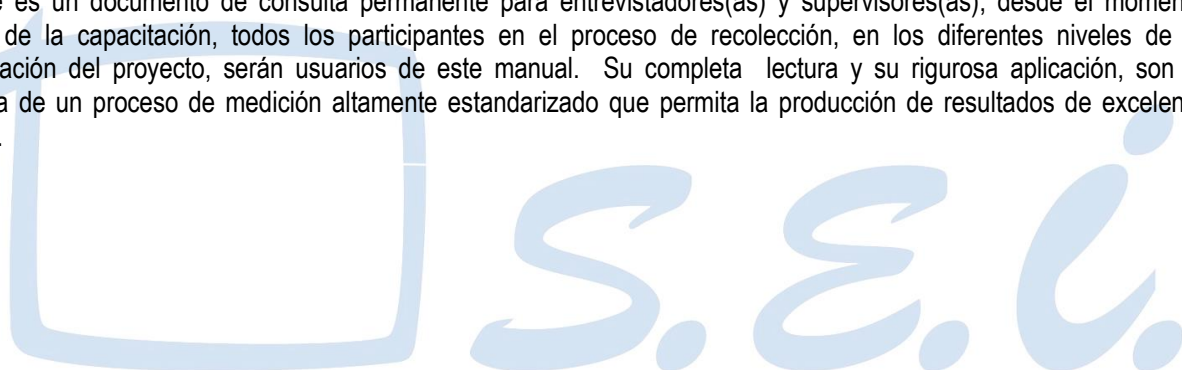 es un documento de consulta permanente para entrevistadores(as) y supervisores(as), desde el
de la capacitación, todos los participantes en el proceso de recolección, en los diferentes niveles de
del proyecto, serán usuarios de este manual. Su completa lectura y su rigurosa aplicación, son
de un proceso de medición altamente estandarizado que permita la producción de resultados de
S.E.i.